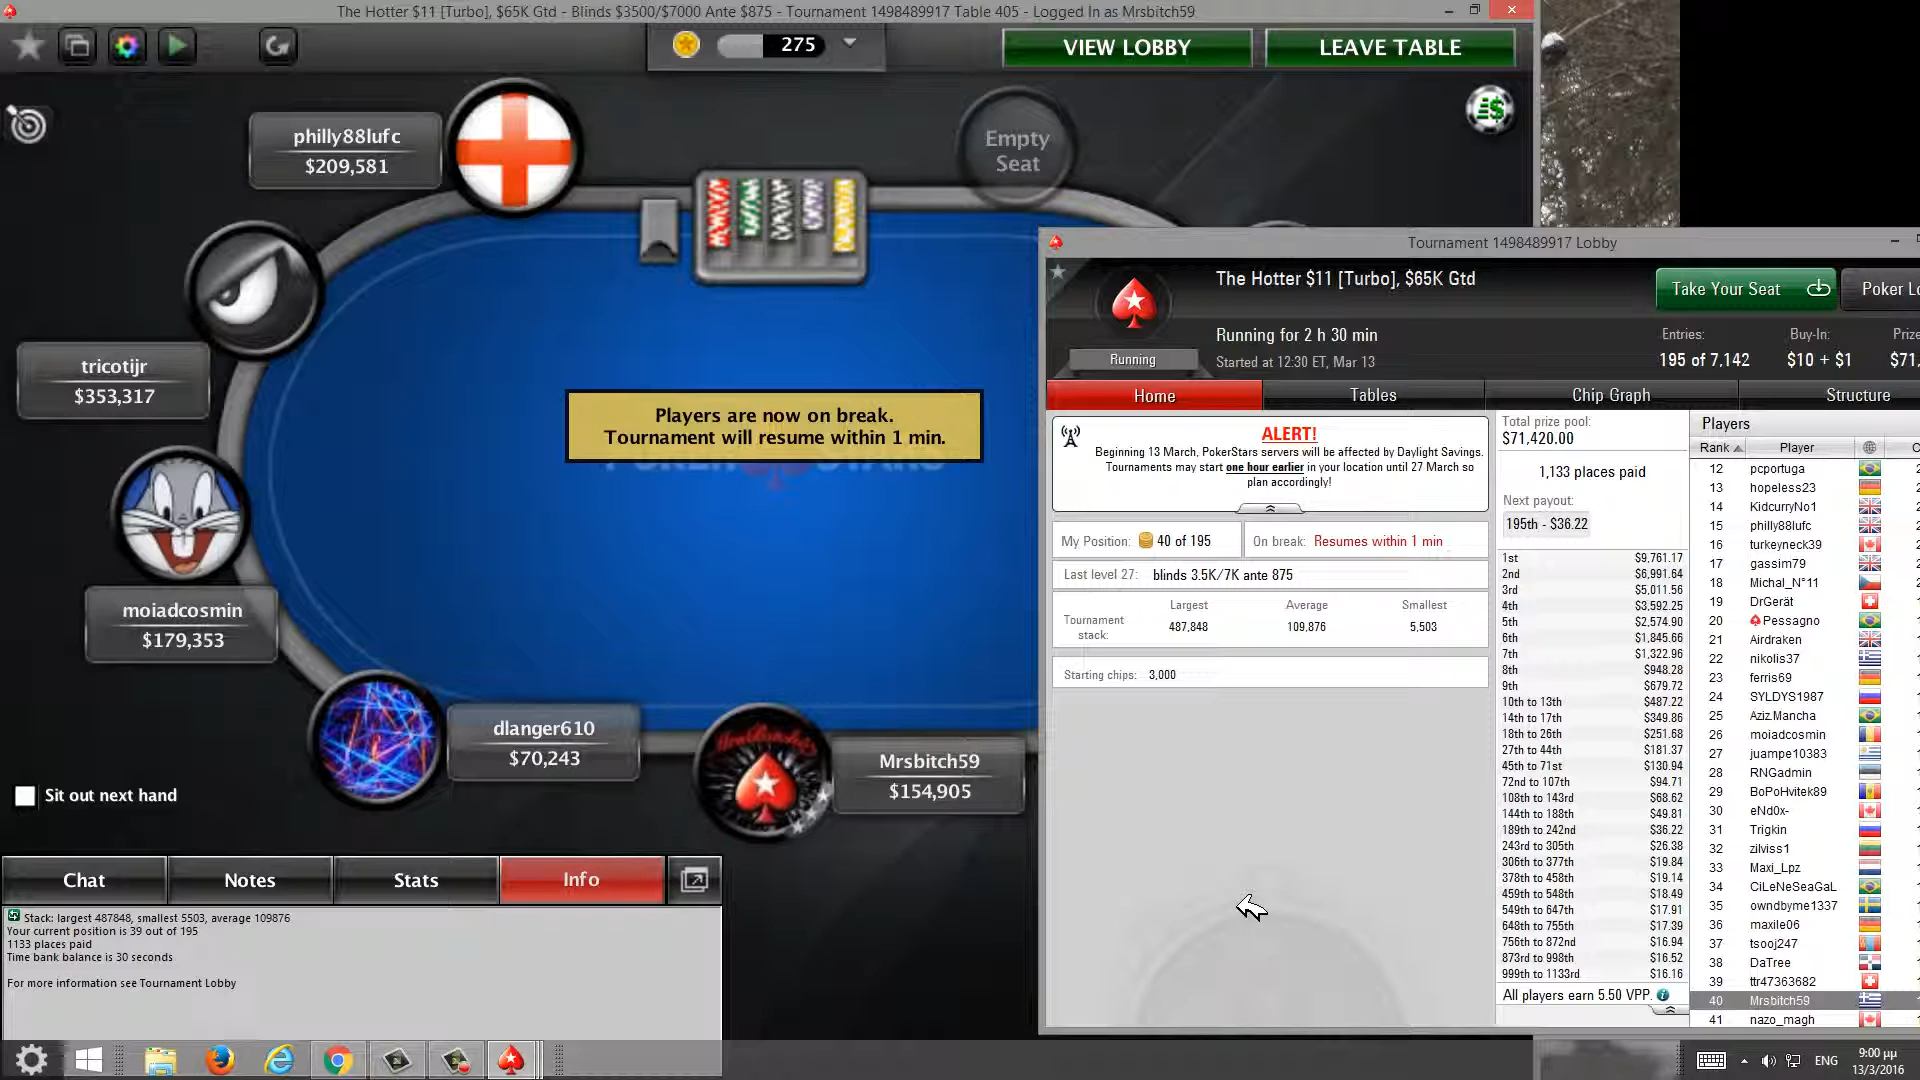 The Hotter $11 [Turbo], $65K Gtd - Blinds $3500/$7000 Ante $875 - Tournament 1498489917 Table 405 - Logged In as Mrsbitch59
275
VIEW LOBBY
LEAVE TABLE
philly88lufc
$209,581
Empty
Seat
tricotijr
$353,317
Players are now on break.
Tournament will resume within 1 min.
moiadcosmin
$179,353
dlanger610
$70,243
Mrsbitch59
$154,905
Sit out next hand
Chat
Notes
Stats
Info
Stack: largest 487848, smallest 5503, average 109876
Your current position is 39 out of 195
1133 places paid
Time bank balance is 30 seconds
For more information see Tournament Lobby
Tournament 1498489917 Lobby
The Hotter $11 [Turbo], $65K Gtd
Take Your Seat
Poker Lo
Running for 2 h 30 min
Started at 12:30 ET, Mar 13
Running
Entries:
195 of 7,142
Buy-In:
$10 + $1
Prize
$71,
Home
Tables
Chip Graph
Structure
ALERT!
Beginning 13 March, PokerStars servers will be affected by Daylight Savings.
Tournaments may start one hour earlier in your location until 27 March so
plan accordingly!
My Position: 40 of 195
On break: Resumes within 1 min
Last level 27: blinds 3.5K/7K ante 875
Largest Average Smallest
Tournament
stack:
487,848 109,876 5,503
Starting chips: 3,000
Total prize pool:
$71,420.00
1,133 places paid
Next payout:
195th - $36.22
1st $9,761.17
2nd $6,991.64
3rd $5,011.56
4th $3,592.25
5th $2,574.90
6th $1,845.66
7th $1,322.96
8th $948.28
9th $679.72
10th to 13th $487.22
14th to 17th $349.86
18th to 26th $251.68
27th to 44th $181.37
45th to 71st $130.94
72nd to 107th $94.71
108th to 143rd $68.62
144th to 188th $49.81
189th to 242nd $36.22
243rd to 305th $26.38
306th to 377th $19.84
378th to 458th $19.14
459th to 548th $18.49
549th to 647th $17.91
648th to 755th $17.39
756th to 872nd $16.94
873rd to 998th $16.52
999th to 1133rd $16.16
All players earn 5.50 VPP.
Players
Rank Player C
12 pcportuga
13 hopeless23
14 KidcurryNo1
15 philly88lufc
16 turkeyneck39
17 gassim79
18 Michal_N°11
19 DrGerät
20 Pessagno
21 Airdraken
22 nikolis37
23 ferris69
24 SYLDYS1987
25 Aziz.Mancha
26 moiadcosmin
27 juampe10383
28 RNGadmin
29 BoPoHvitek89
30 eNd0x-
31 Trigkin
32 zilviss1
33 Maxi_Lpz
34 CiLeNeSeaGaL
35 owndbyme1337
36 maxile06
37 tsooj247
38 DaTree
39 ttr47363682
40 Mrsbitch59
41 nazo_magh
ENG
9:00 μμ
13/3/2016